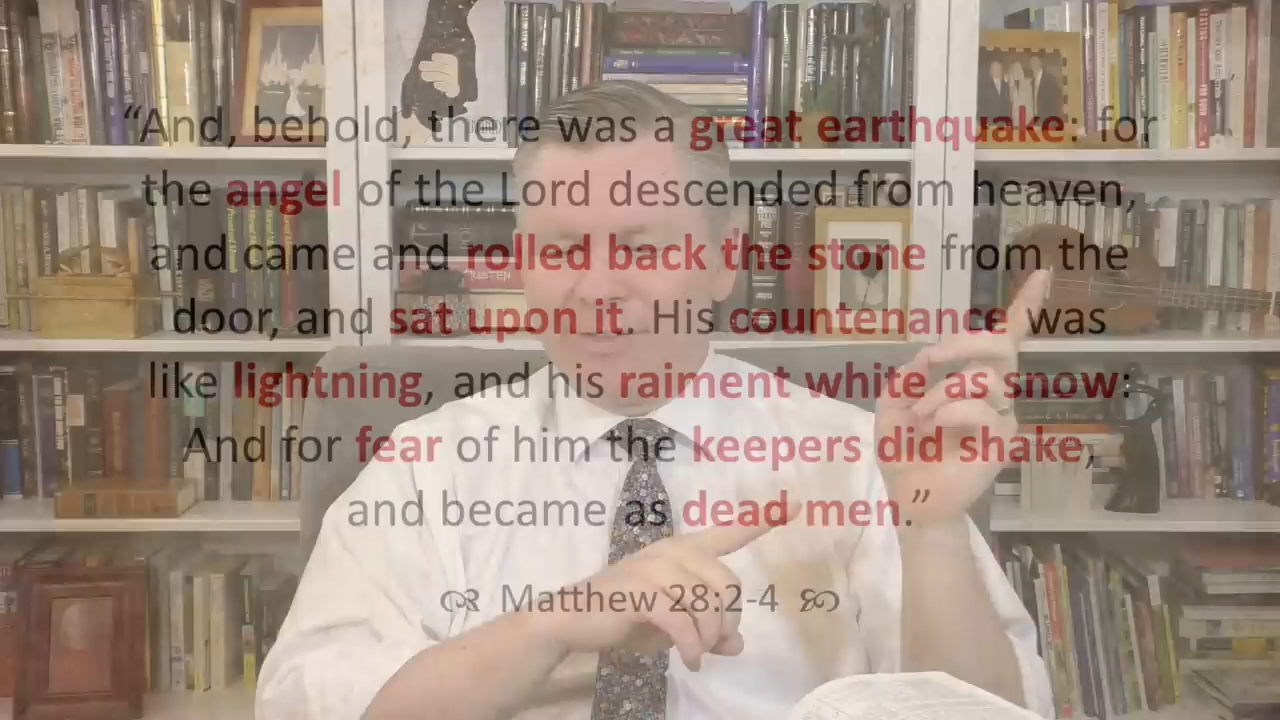 “And, behold, there was a great earthquake: for
the angel of the Lord descended from heaven,
and came and rolled back the stone from the
door, and sat upon it. His countenance was
like lightning, and his raiment white as snow:
And for fear of him the keepers did shake,
and became as dead men.”
Matthew 28:2-4
AUSTEN